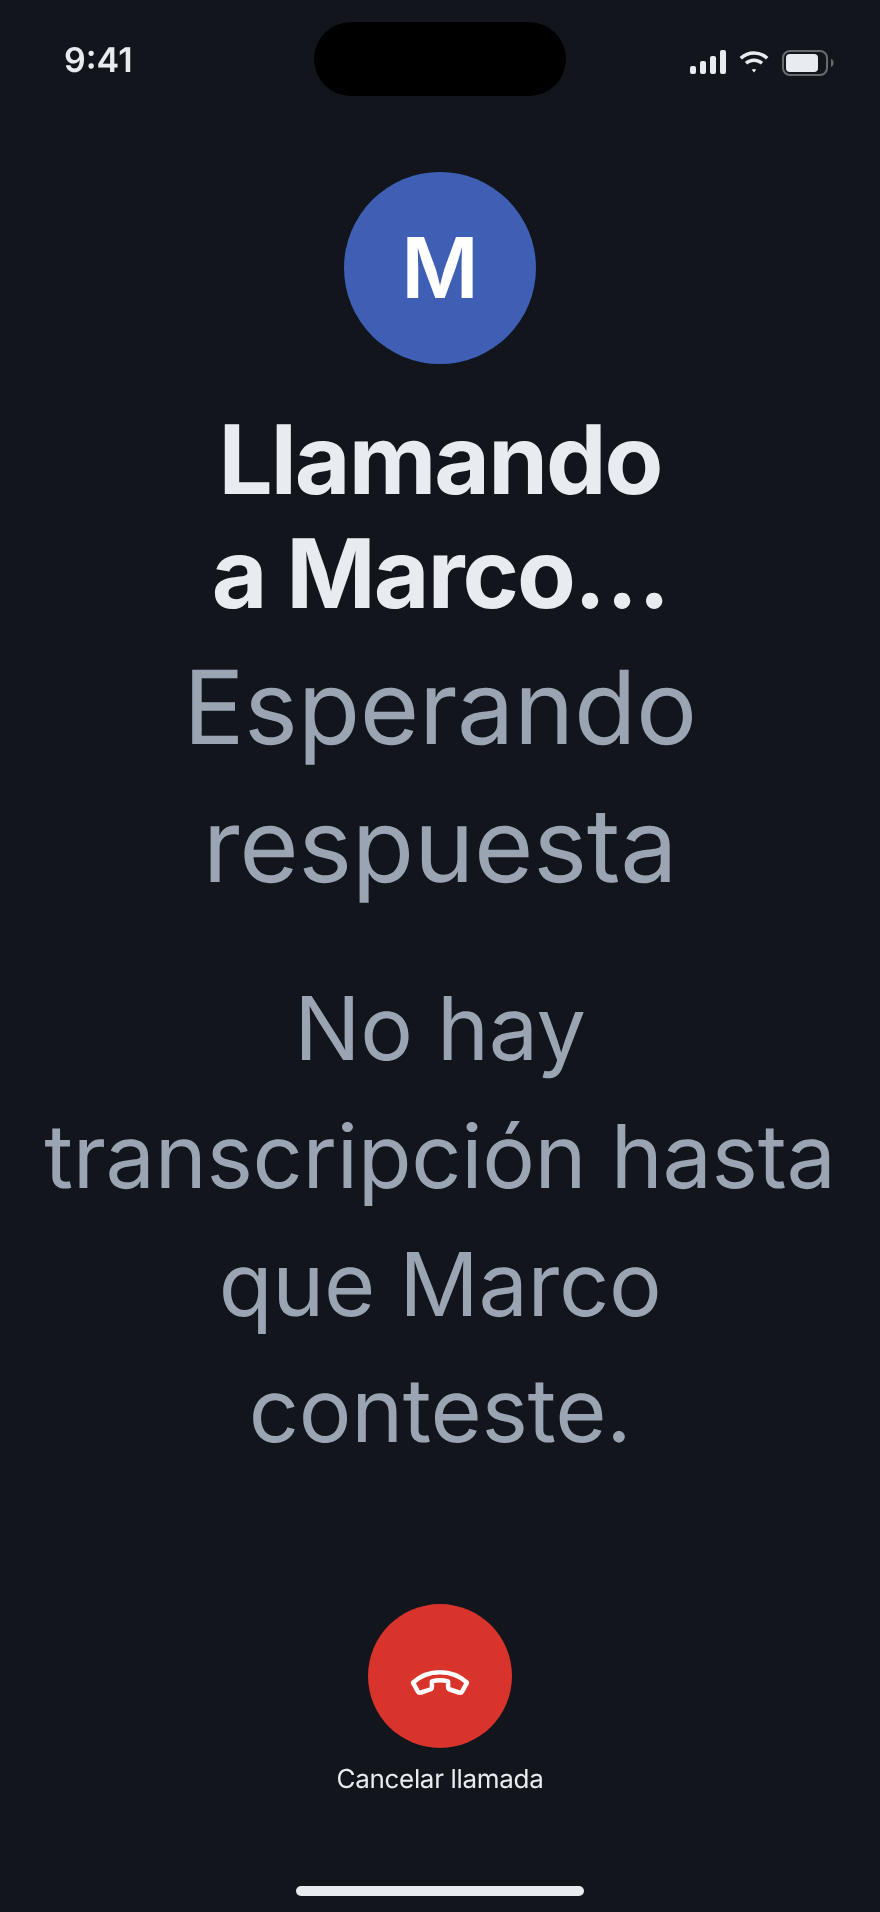 9:41
M
Llamando
a Marco...
Esperando
respuesta
No hay
transcripción hasta
que Marco
conteste.
Cancelar llamada